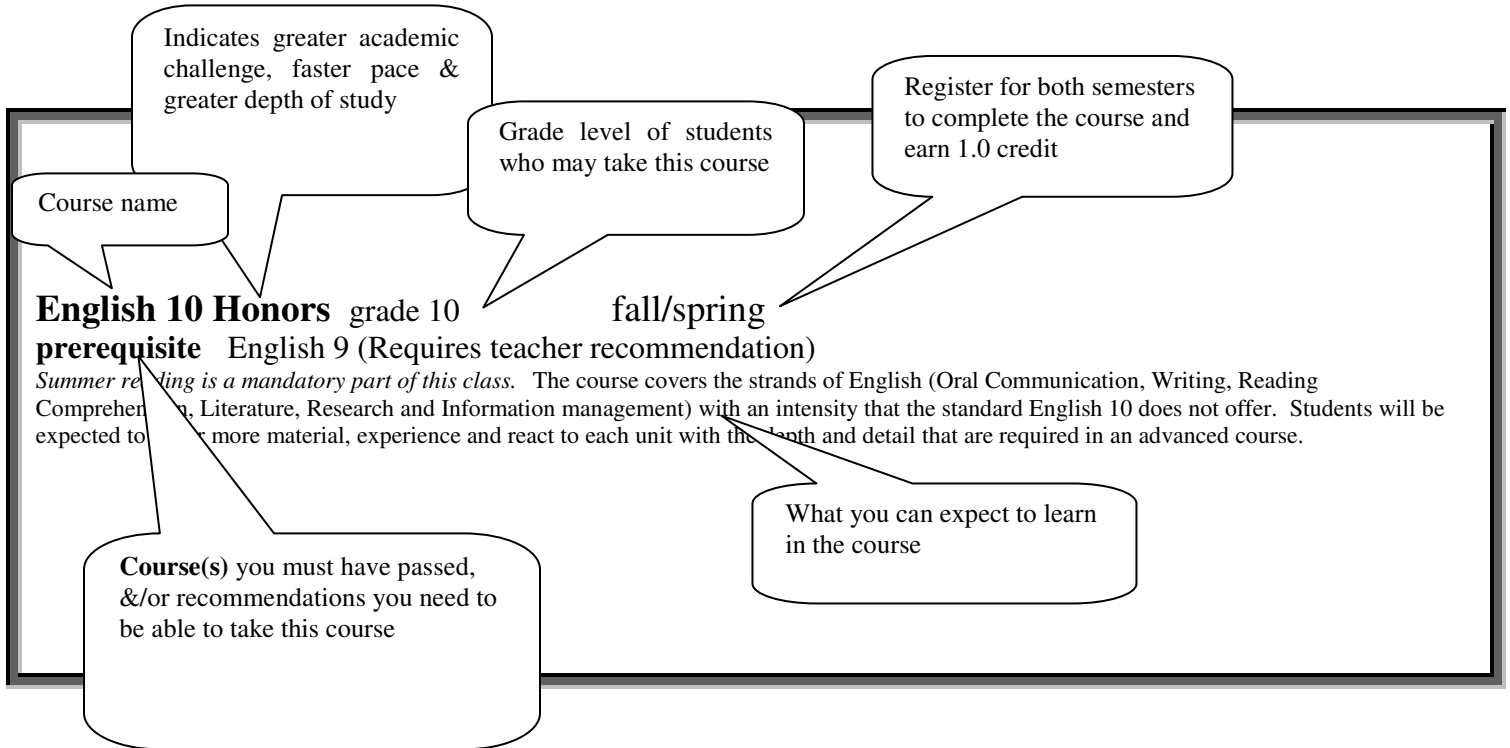 Indicates greater academic
challenge, faster pace &
greater depth of study
Grade level of students
who may take this course
Register for both semesters
to complete the course and
earn 1.0 credit
Course name
English 10 Honors grade 10 fall/spring
prerequisite English 9 (Requires teacher recommendation)
Summer reading is a mandatory part of this class. The course covers the strands of English (Oral Communication, Writing, Reading
Comprehension, Literature, Research and Information management) with an intensity that the standard English 10 does not offer. Students will be
expected to more material, experience and react to each unit with the depth and detail that are required in an advanced course.
What you can expect to learn
in the course
Course(s) you must have passed,
&/or recommendations you need to
be able to take this course